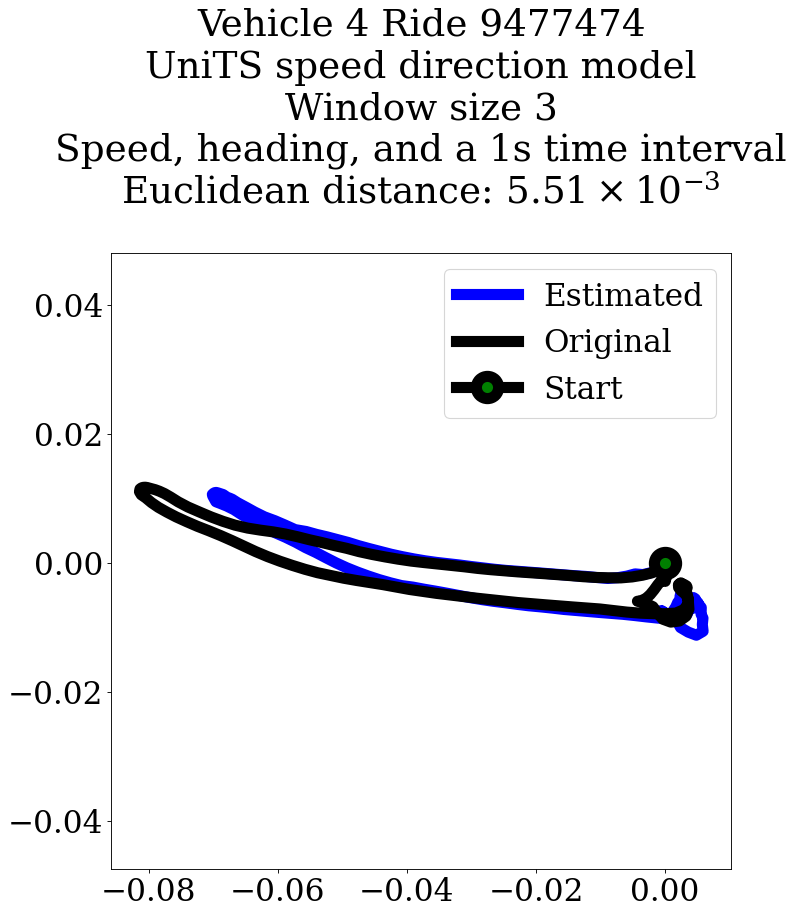 Vehicle 4 Ride 9477474
UniTS speed direction model
Window size 3
Speed, heading, and a 1s time interval
Euclidean distance: 5.51 × 10⁻³
Estimated
Original
Start
0.04
0.02
0.00
−0.02
−0.04
−0.08 −0.06 −0.04 −0.02 0.00